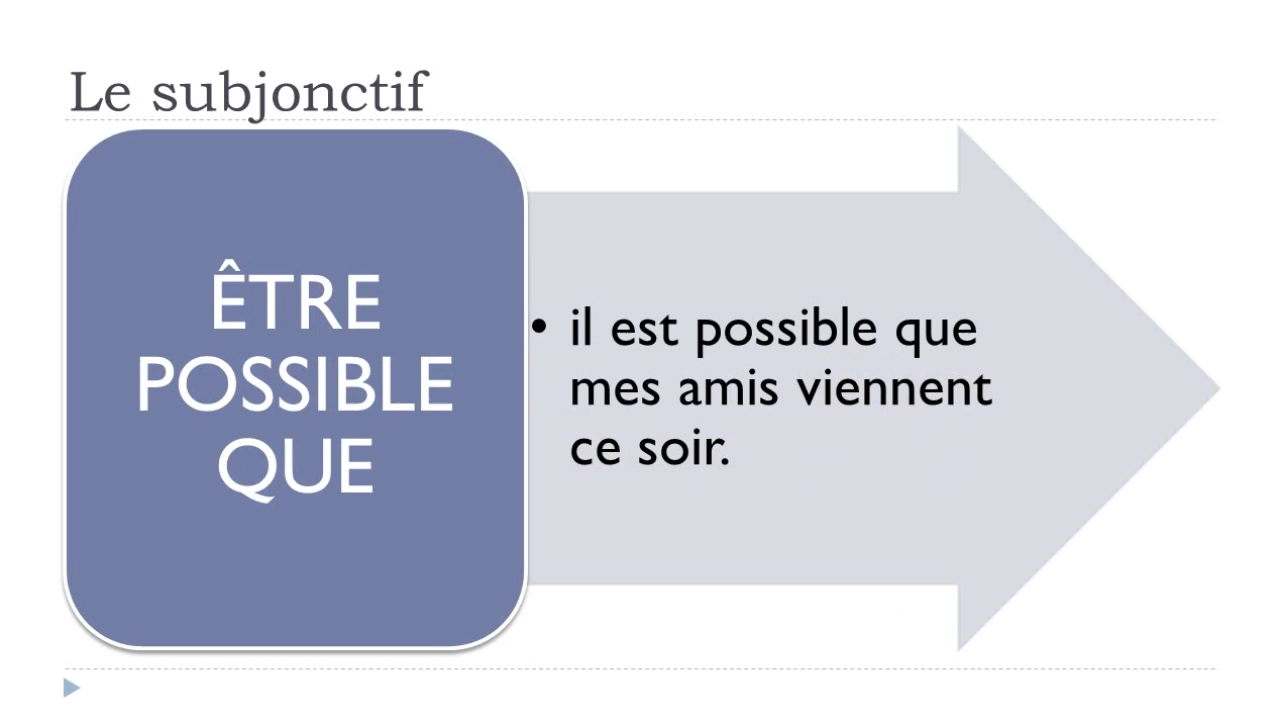 Le subjonctif
ÊTRE
POSSIBLE
QUE
• il est possible que
mes amis viennent
ce soir.